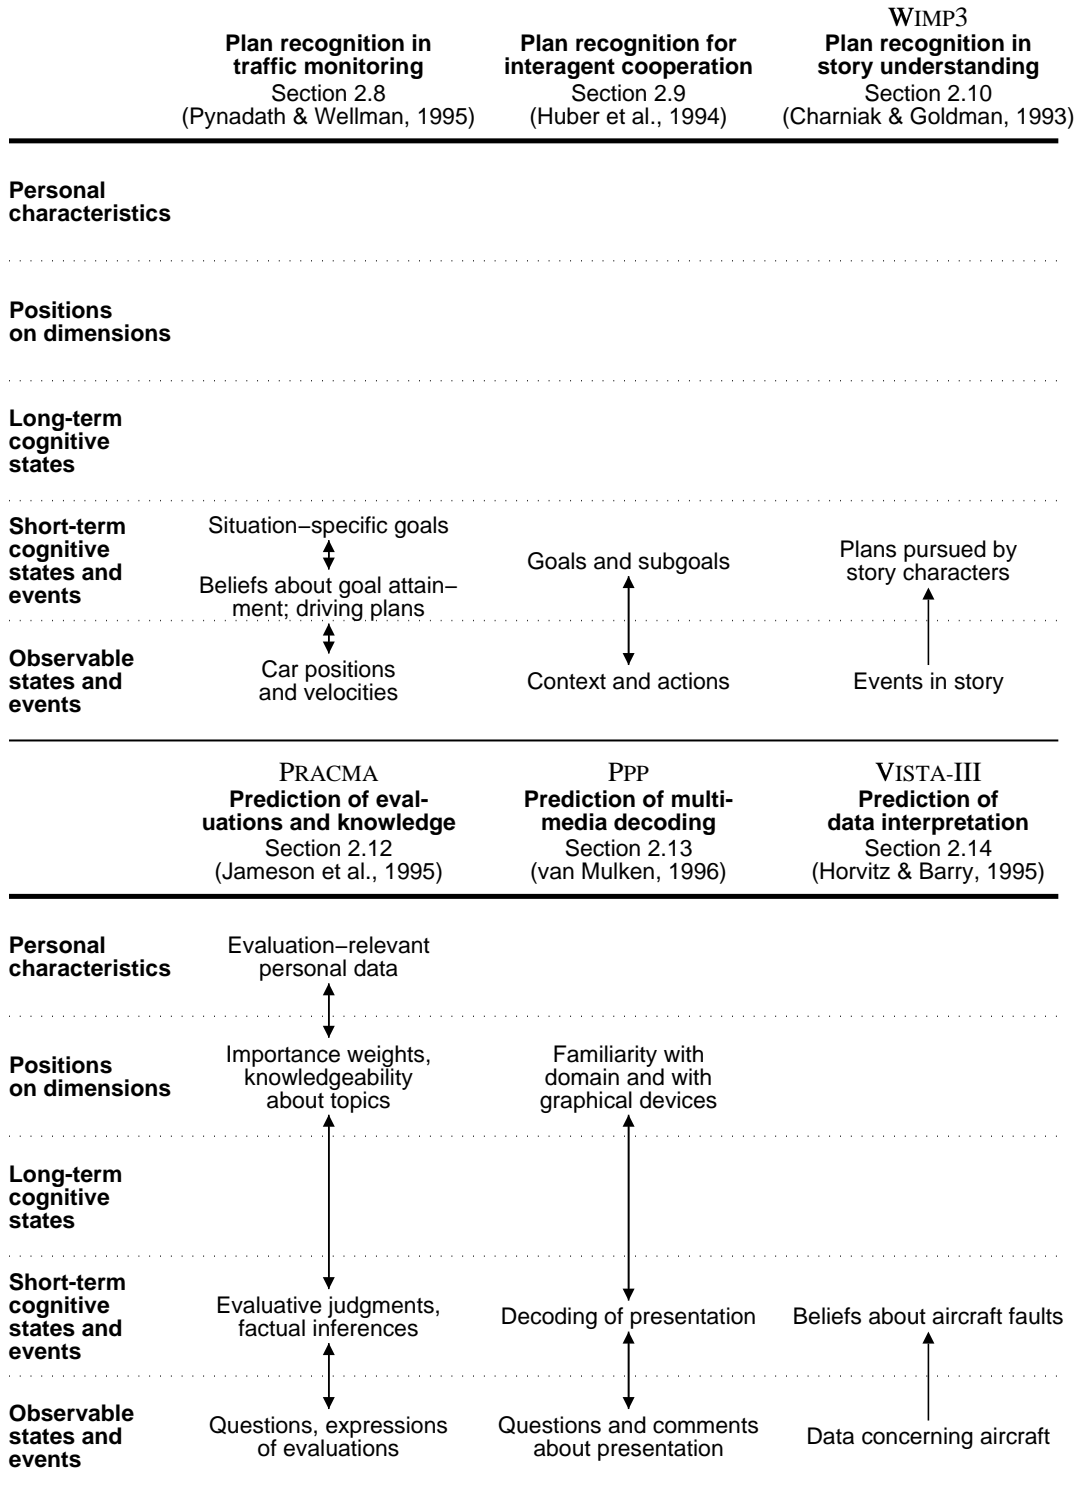 WIMP3
Plan recognition in
traffic monitoring
Section 2.8
(Pynadath & Wellman, 1995)
Plan recognition for
interagent cooperation
Section 2.9
(Huber et al., 1994)
Plan recognition in
story understanding
Section 2.10
(Charniak & Goldman, 1993)
Personal
characteristics
Positions
on dimensions
Long-term
cognitive
states
Short-term
cognitive
states and
events
Situation−specific goals
Beliefs about goal attain−
ment; driving plans
Goals and subgoals
Plans pursued by
story characters
Observable
states and
events
Car positions
and velocities
Context and actions
Events in story
PRACMA
Prediction of eval-
uations and knowledge
Section 2.12
(Jameson et al., 1995)
PPP
Prediction of multi-
media decoding
Section 2.13
(van Mulken, 1996)
VISTA-III
Prediction of
data interpretation
Section 2.14
(Horvitz & Barry, 1995)
Personal
characteristics
Evaluation−relevant
personal data
Positions
on dimensions
Importance weights,
knowledgeability
about topics
Familiarity with
domain and with
graphical devices
Long-term
cognitive
states
Short-term
cognitive
states and
events
Evaluative judgments,
factual inferences
Decoding of presentation
Beliefs about aircraft faults
Observable
states and
events
Questions, expressions
of evaluations
Questions and comments
about presentation
Data concerning aircraft